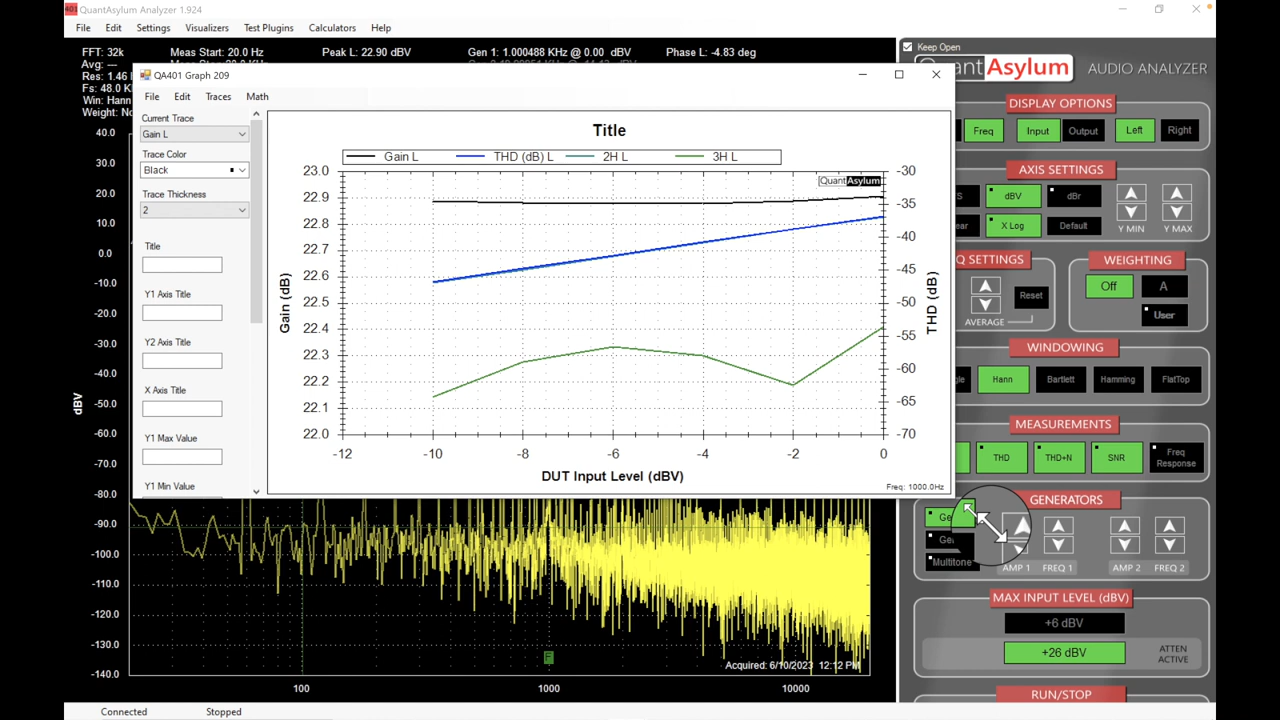 QuantAsylum Analyzer 1.924
File Edit Settings Visualizers Test Plugins Calculators Help
FFT: 32k Meas Start: 20.0 Hz Peak L: 22.90 dBV Gen 1: 1.000488 KHz @ 0.00 dBV Phase L: -4.83 deg
Avg: ---
Res: 1.46
Fs: 48.0 K
Win: Hann
Weight: No
40.0
30.0
20.0
10.0
0.0
-10.0
-20.0
-30.0
-40.0
-50.0
-60.0
-70.0
-80.0
-90.0
-100.0
-110.0
-120.0
-130.0
-140.0
dBV
100 1000 10000
F
Acquired: 6/10/2023 12:12 PM
Connected Stopped
QA401 Graph 209
File Edit Traces Math
Current Trace
Gain L
Trace Color
Black
Trace Thickness
2
Title
Y1 Axis Title
Y2 Axis Title
X Axis Title
Y1 Max Value
Y1 Min Value
Title
Gain L THD (dB) L 2H L 3H L
QuantAsylum
23.0
22.9
22.8
22.7
22.6
22.5
22.4
22.3
22.2
22.1
22.0
Gain (dB)
-30
-35
-40
-45
-50
-55
-60
-65
-70
THD (dB)
-12 -10 -8 -6 -4 -2 0
DUT Input Level (dBV)
Freq: 1000.0Hz
Keep Open
ant Asylum AUDIO ANALYZER
DISPLAY OPTIONS
Freq Input Output Left Right
AXIS SETTINGS
S dBV dBr
ear X Log Default
Y MIN Y MAX
Q SETTINGS WEIGHTING
Reset Off A
AVERAGE User
WINDOWING
gle Hann Bartlett Hamming FlatTop
MEASUREMENTS
THD THD+N SNR Freq Response
GENERATORS
Ge
Ge
Multitone
AMP 1 FREQ 1 AMP 2 FREQ 2
MAX INPUT LEVEL (dBV)
+6 dBV
+26 dBV ATTEN ACTIVE
RUN/STOP